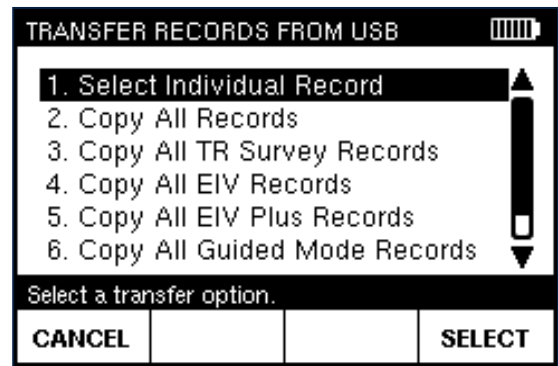 TRANSFER RECORDS FROM USB
1. Select Individual Record
2. Copy All Records
3. Copy All TR Survey Records
4. Copy All EIV Records
5. Copy All EIV Plus Records
6. Copy All Guided Mode Records
Select a transfer option.
CANCEL SELECT